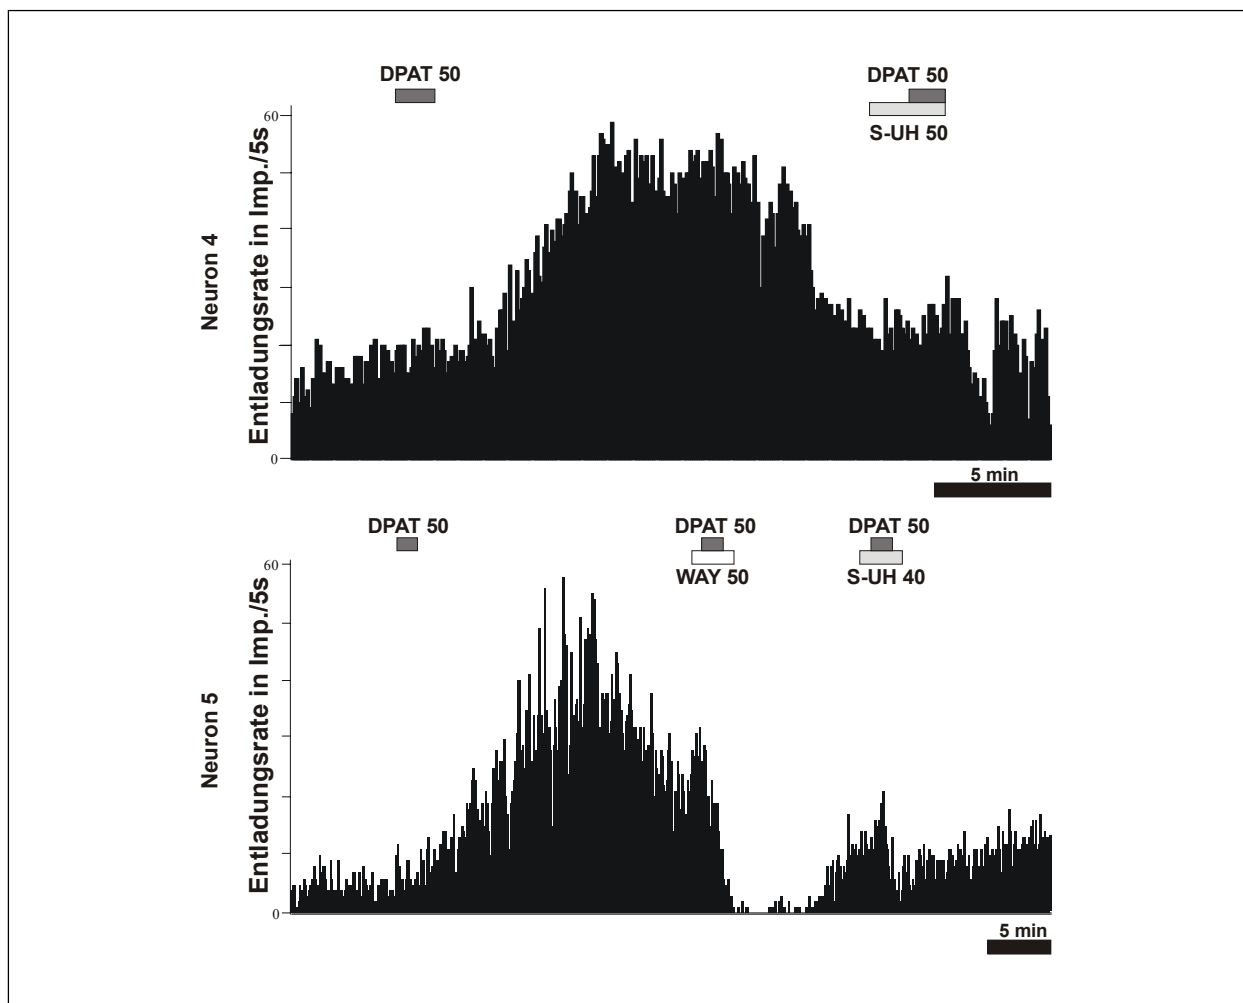 DPAT 50 DPAT 50
S-UH 50
60
Entladungsrate in Imp./5s
Neuron 4
0
5 min
DPAT 50 DPAT 50 DPAT 50
WAY 50 S-UH 40
60
Entladungsrate in Imp./5s
Neuron 5
0
5 min